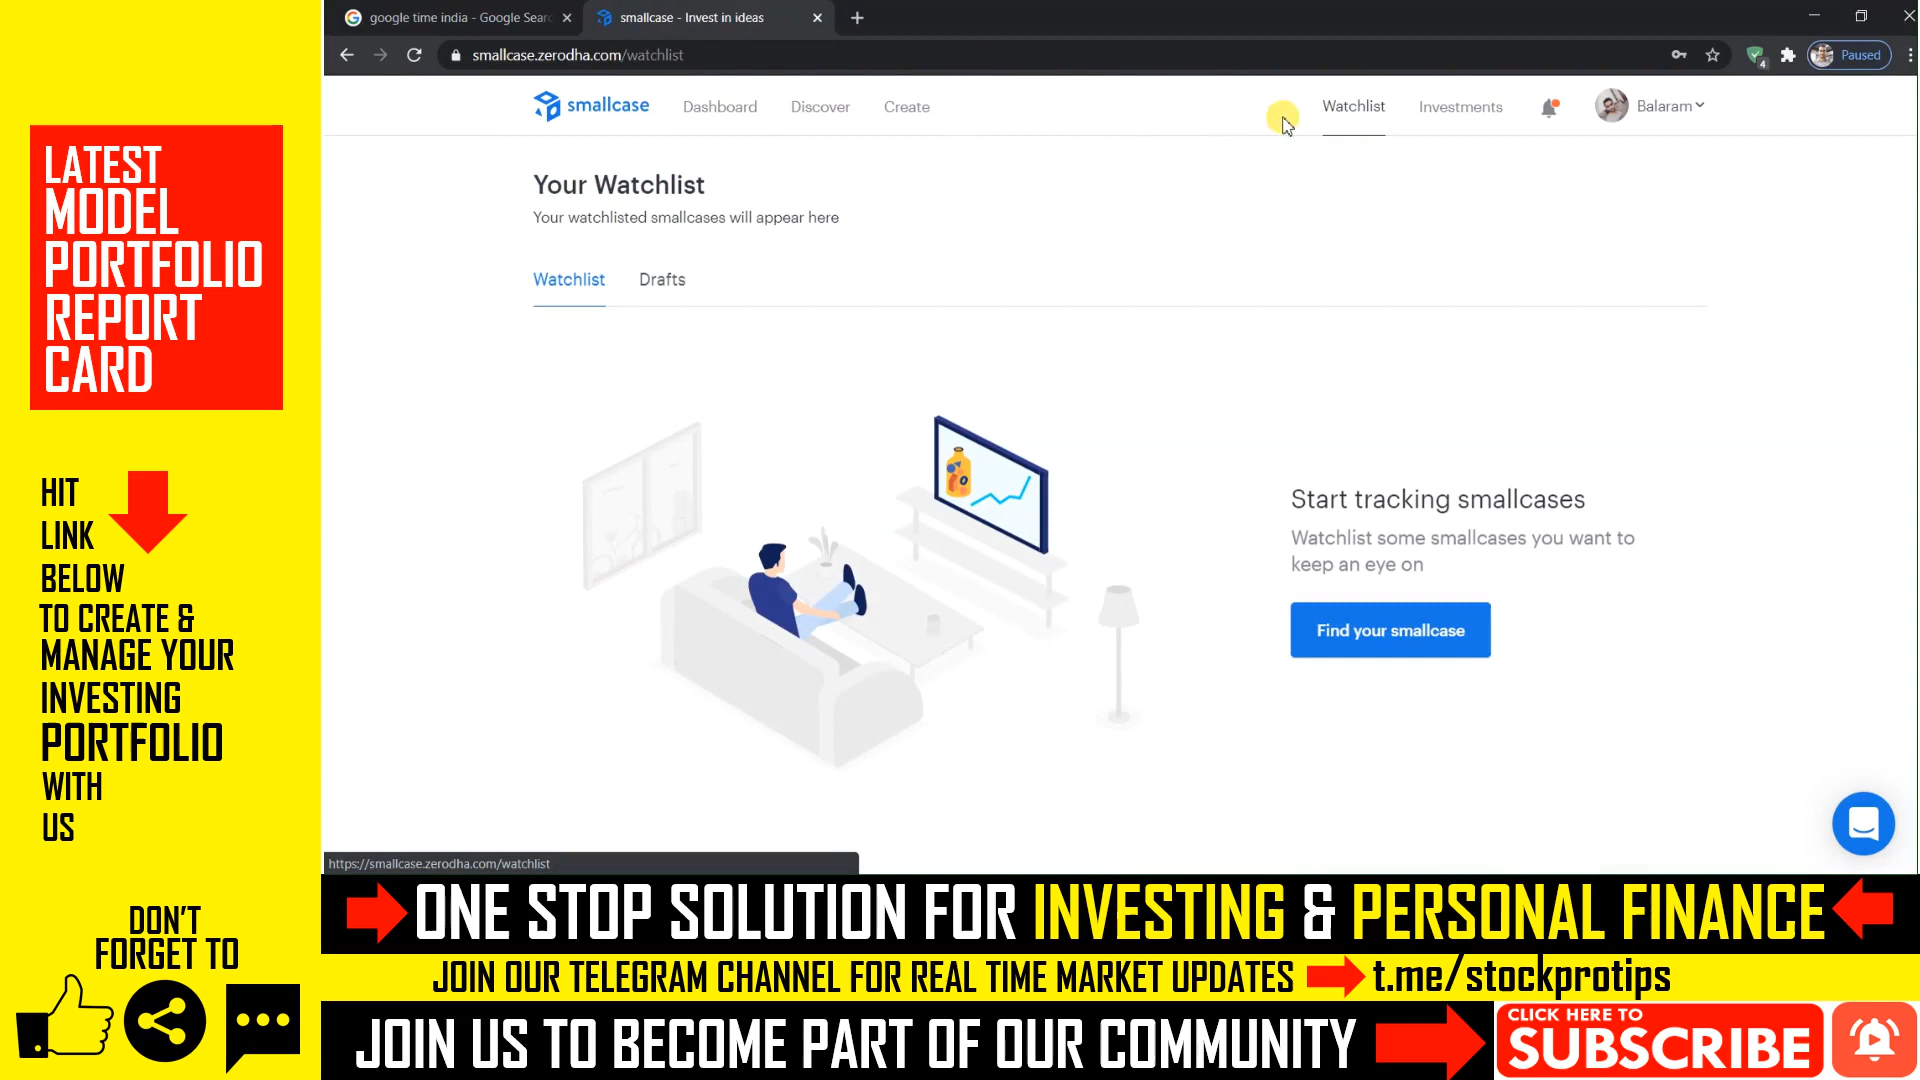 google time india - Google Sear
smallcase - Invest in ideas
smallcase.zerodha.com/watchlist
4
Paused
smallcase
Dashboard
Discover
Create
Watchlist
Investments
Balaram
Your Watchlist
Your watchlisted smallcases will appear here
Watchlist
Drafts
Start tracking smallcases
Watchlist some smallcases you want to
keep an eye on
Find your smallcase
https://smallcase.zerodha.com/watchlist
LATEST
MODEL
PORTFOLIO
REPORT
CARD
HIT
LINK
BELOW
TO CREATE &
MANAGE YOUR
INVESTING
PORTFOLIO
WITH
US
DON'T
FORGET TO
ONE STOP SOLUTION FOR INVESTING & PERSONAL FINANCE
JOIN OUR TELEGRAM CHANNEL FOR REAL TIME MARKET UPDATES t.me/stockprotips
JOIN US TO BECOME PART OF OUR COMMUNITY
CLICK HERE TO
SUBSCRIBE